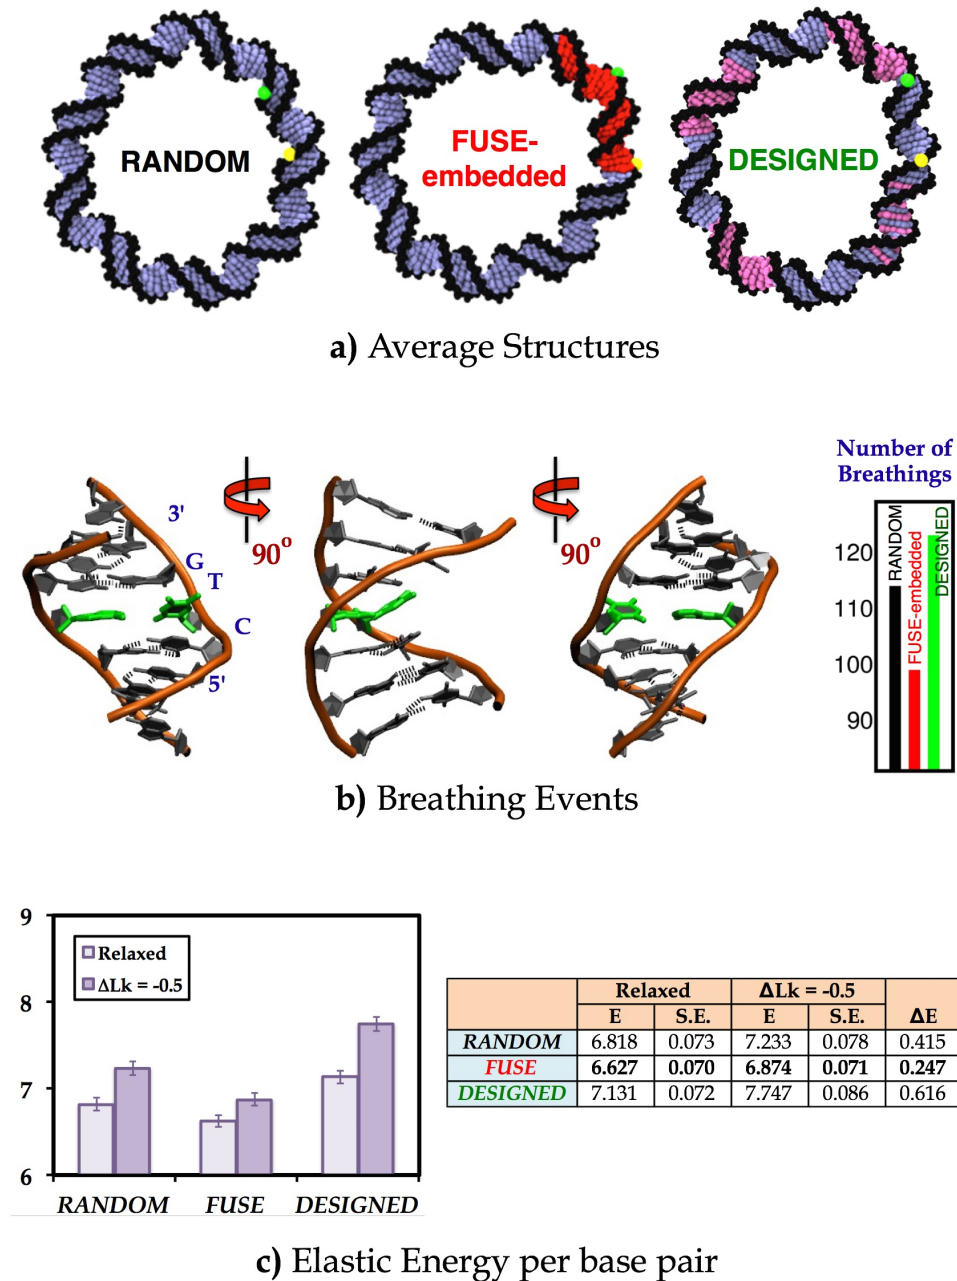 RANDOM
FUSE-
embedded
DESIGNED
a) Average Structures
Number of
Breathings
3'
G
T
C
5'
90°
90°
120
110
100
90
RANDOM
FUSE-embedded
DESIGNED
b) Breathing Events
9
8
7
6
Relaxed
ΔLk = -0.5
RANDOM FUSE DESIGNED
Relaxed ΔLk = -0.5 ΔE
E S.E. E S.E.
RANDOM 6.818 0.073 7.233 0.078 0.415
FUSE 6.627 0.070 6.874 0.071 0.247
DESIGNED 7.131 0.072 7.747 0.086 0.616
c) Elastic Energy per base pair